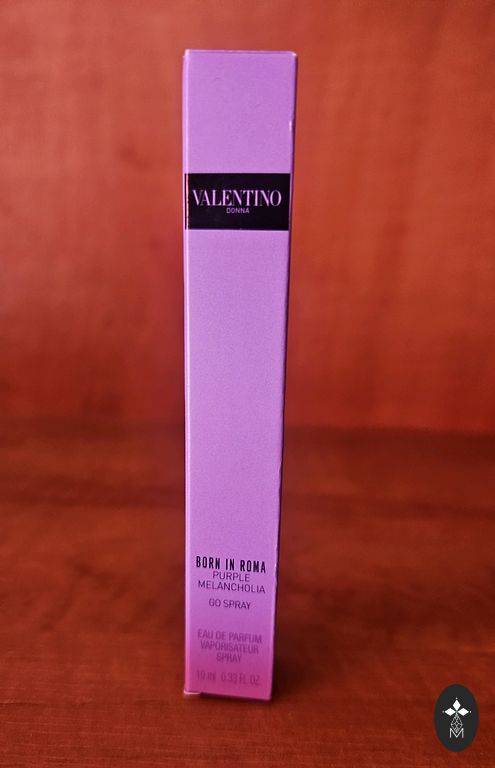 VALENTINO
DONNA
BORN IN ROMA
PURPLE
MELANCHOLIA
GO SPRAY
EAU DE PARFUM
VAPORISATEUR
SPRAY
10 ml 0.33 FL.OZ.
M